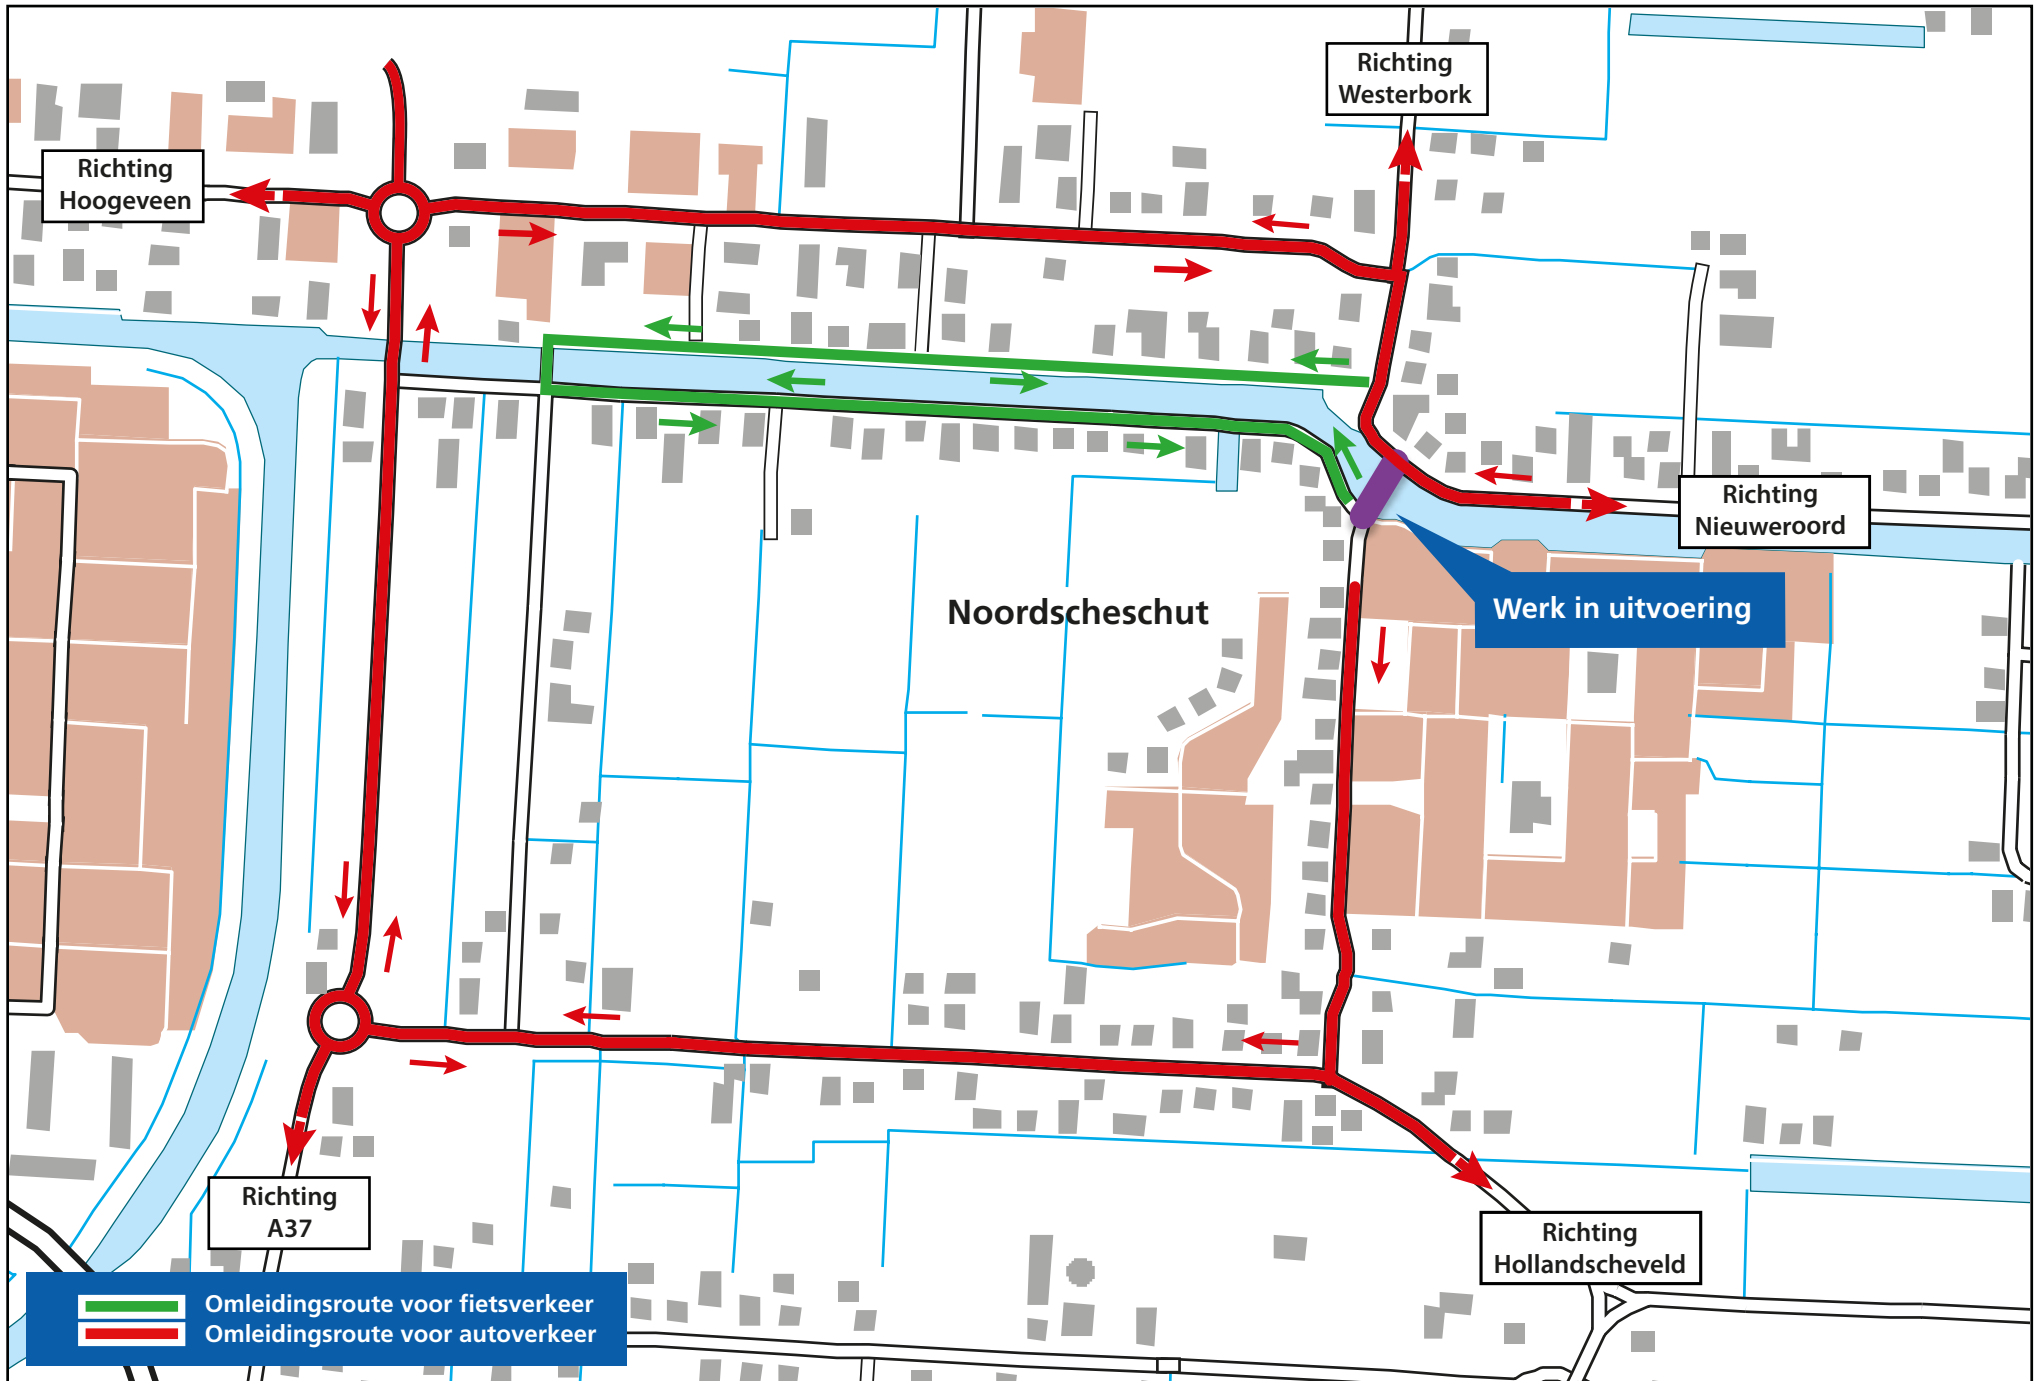 Richting
Westerbork
Richting
Hoogeveen
Richting
Nieuweroord
Werk in uitvoering
Noordscheschut
Richting
A37
Richting
Hollandscheveld
Omleidingsroute voor fietsverkeer
Omleidingsroute voor autoverkeer